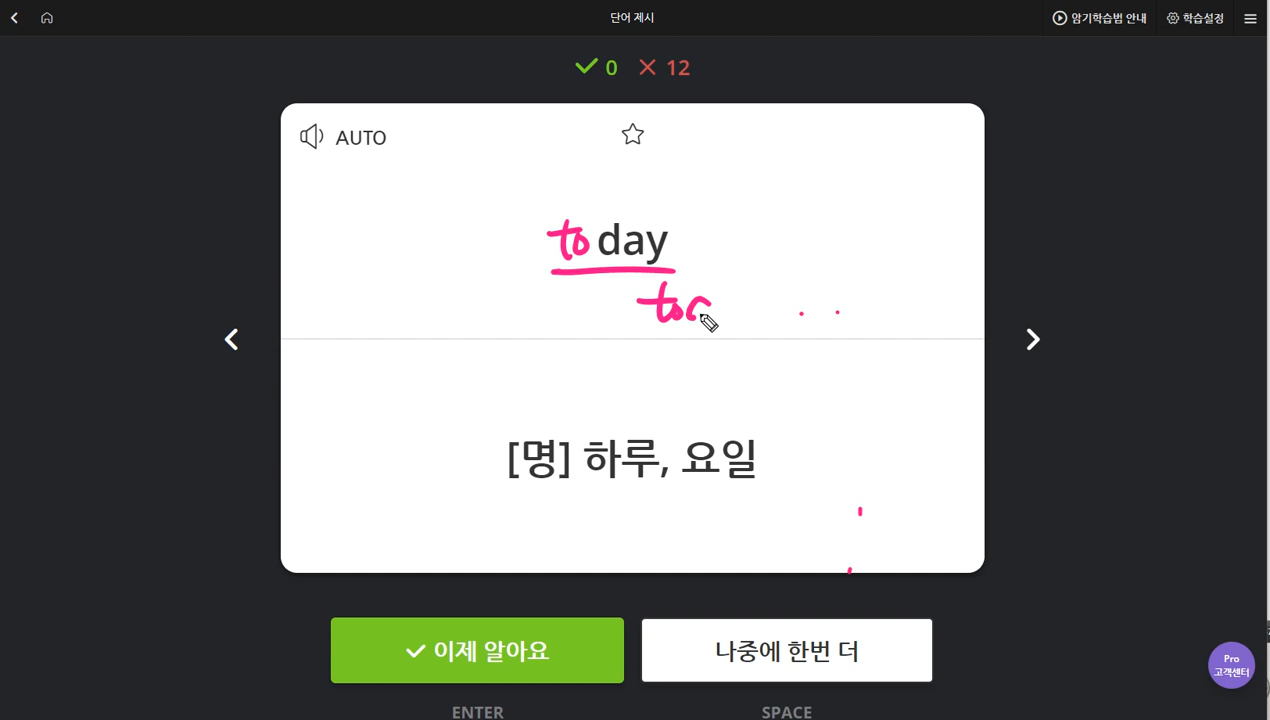 단어 제시
암기학습법 안내
학습설정
0
12
AUTO
to day
to
[명] 하루, 요일
이제 알아요
나중에 한번 더
ENTER
SPACE
Pro
고객센터